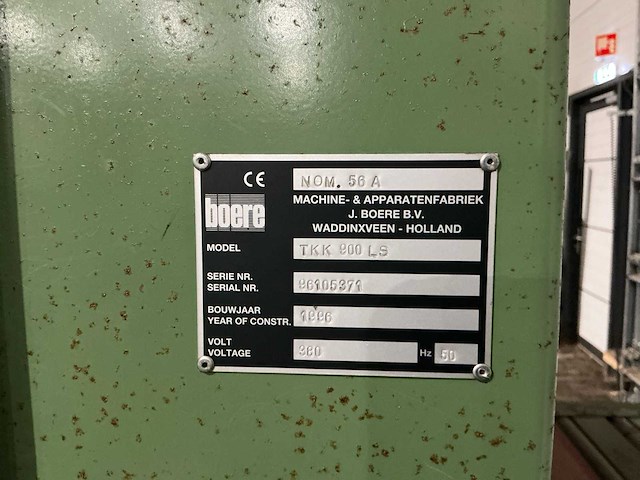 CE
NOM. 56 A
boere
MACHINE- & APPARATENFABRIEK
J. BOERE B.V.
WADDINXVEEN - HOLLAND
MODEL TKK 900 LS
SERIE NR.
SERIAL NR. 96105371
BOUWJAAR
YEAR OF CONSTR. 1996
VOLT
VOLTAGE 380 Hz 50